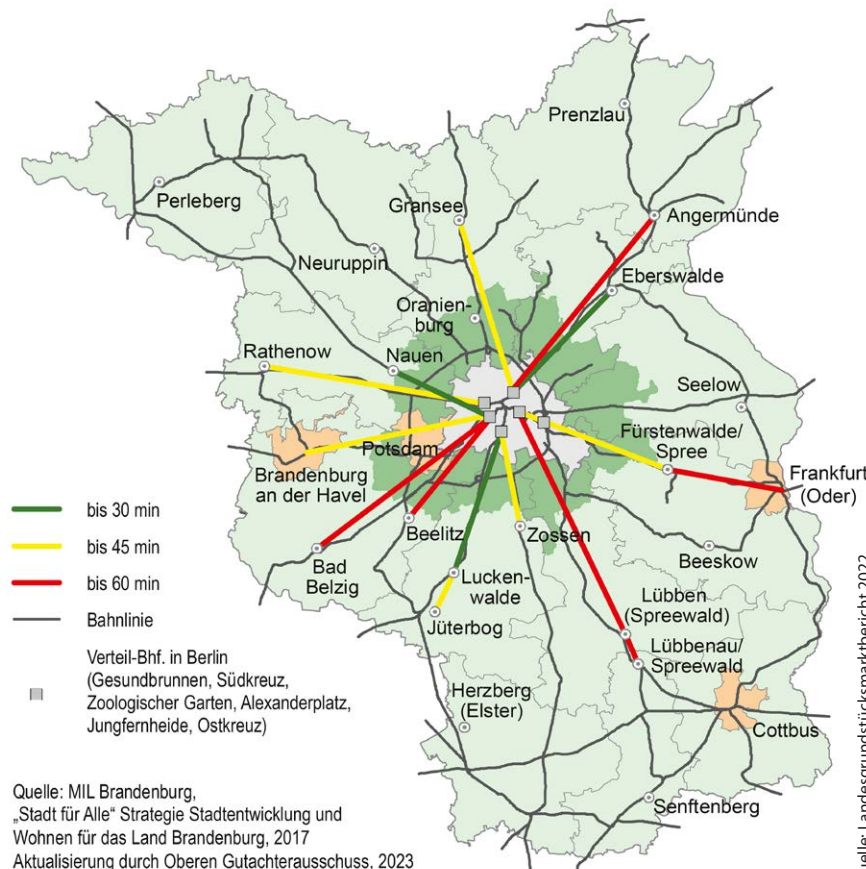 Prenzlau
Perleberg
Gransee
Angermünde
Neuruppin
Eberswalde
Oranien-
burg
Rathenow
Nauen
Seelow
Potsdam
Fürstenwalde/
Spree
Brandenburg
an der Havel
Frankfurt
(Oder)
bis 30 min
bis 45 min
bis 60 min
Bahnlinie
Beelitz
Zossen
Bad
Belzig
Beeskow
Lucken-
walde
Jüterbog
Lübben
(Spreewald)
Lübbenau/
Spreewald
Verteil-Bhf. in Berlin
(Gesundbrunnen, Südkreuz,
Zoologischer Garten, Alexanderplatz,
Jungfernheide, Ostkreuz)
Herzberg
(Elster)
Cottbus
Senftenberg
Quelle: MIL Brandenburg,
„Stadt für Alle“ Strategie Stadtentwicklung und
Wohnen für das Land Brandenburg, 2017
Aktualisierung durch Oberen Gutachterausschuss, 2023
Landesgrundstücksmarktbericht 2022